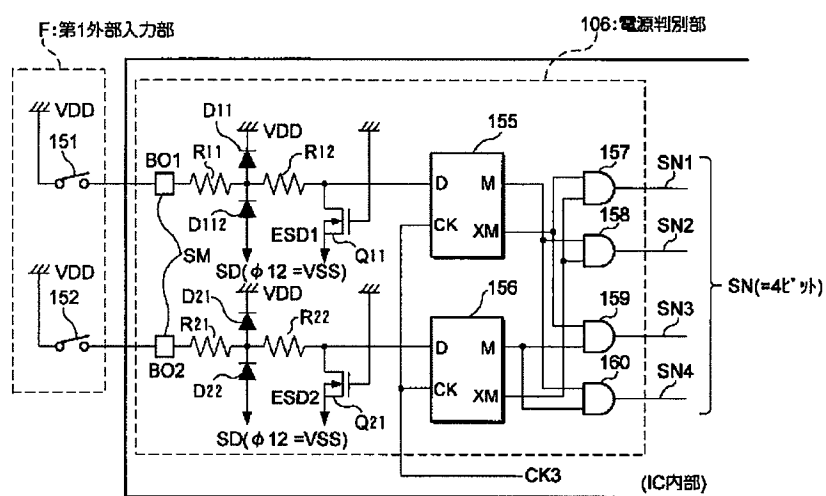 F:第1外部入力部
106:電源判別部
VDD
151
BO1
R11
D11
VDD
R12
D112
ESD1
Q11
SD(φ12=VSS)
SM
155
D
M
CK
XM
157
SN1
158
SN2
VDD
152
BO2
R21
D21
VDD
R22
D22
ESD2
Q21
SD(φ12=VSS)
156
D
M
CK
XM
159
SN3
160
SN4
SN(=4ビット)
CK3
(IC内部)